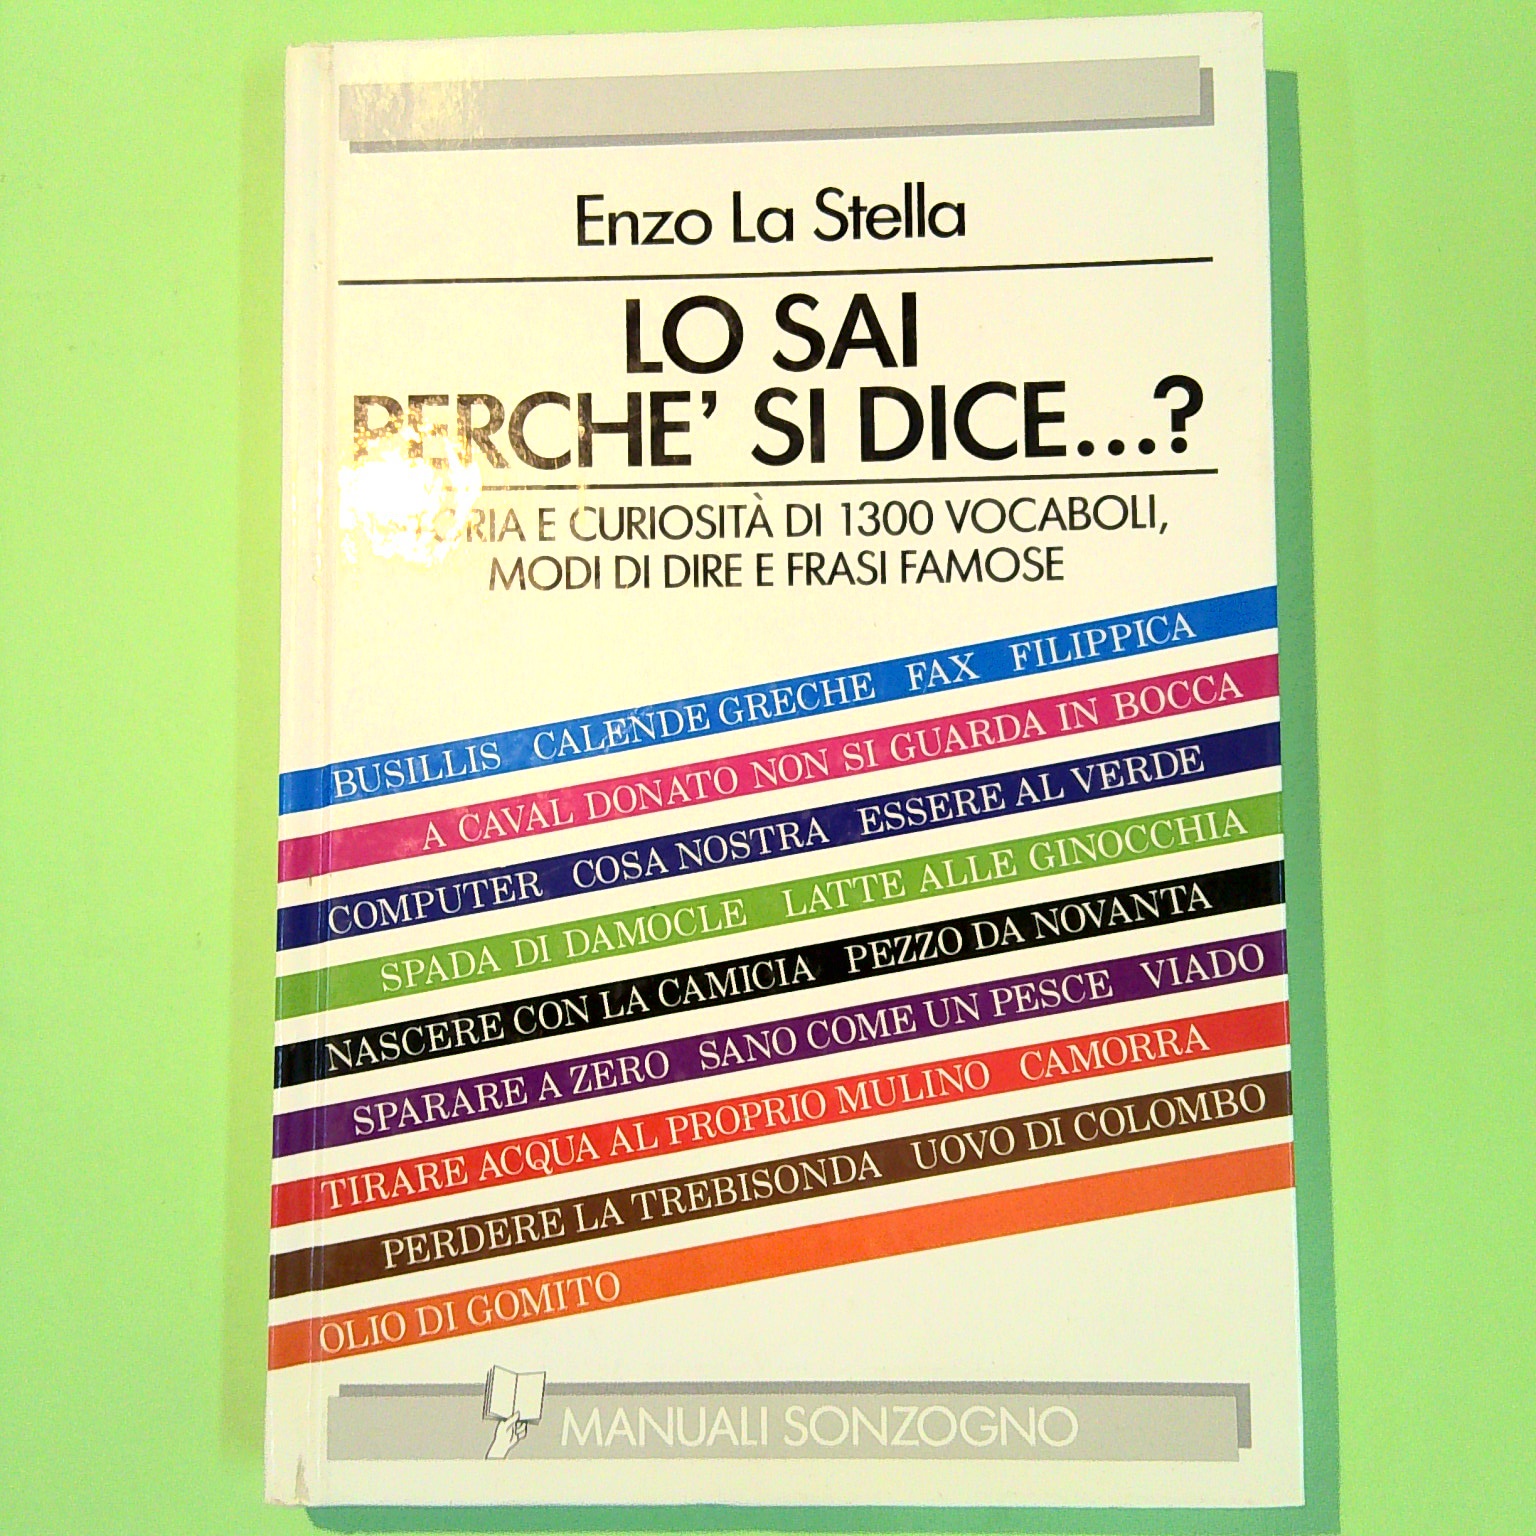 Enzo La Stella
LO SAI
PERCHE' SI DICE...?
STORIA E CURIOSITÀ DI 1300 VOCABOLI,
MODI DI DIRE E FRASI FAMOSE
BUSILLIS CALENDE GRECHE FAX FILIPPICA
A CAVAL DONATO NON SI GUARDA IN BOCCA
COMPUTER COSA NOSTRA ESSERE AL VERDE
SPADA DI DAMOCLE LATTE ALLE GINOCCHIA
NASCERE CON LA CAMICIA PEZZO DA NOVANTA
SPARARE A ZERO SANO COME UN PESCE VIADO
TIRARE ACQUA AL PROPRIO MULINO CAMORRA
PERDERE LA TREBISONDA UOVO DI COLOMBO
OLIO DI GOMITO
MANUALI SONZOGNO